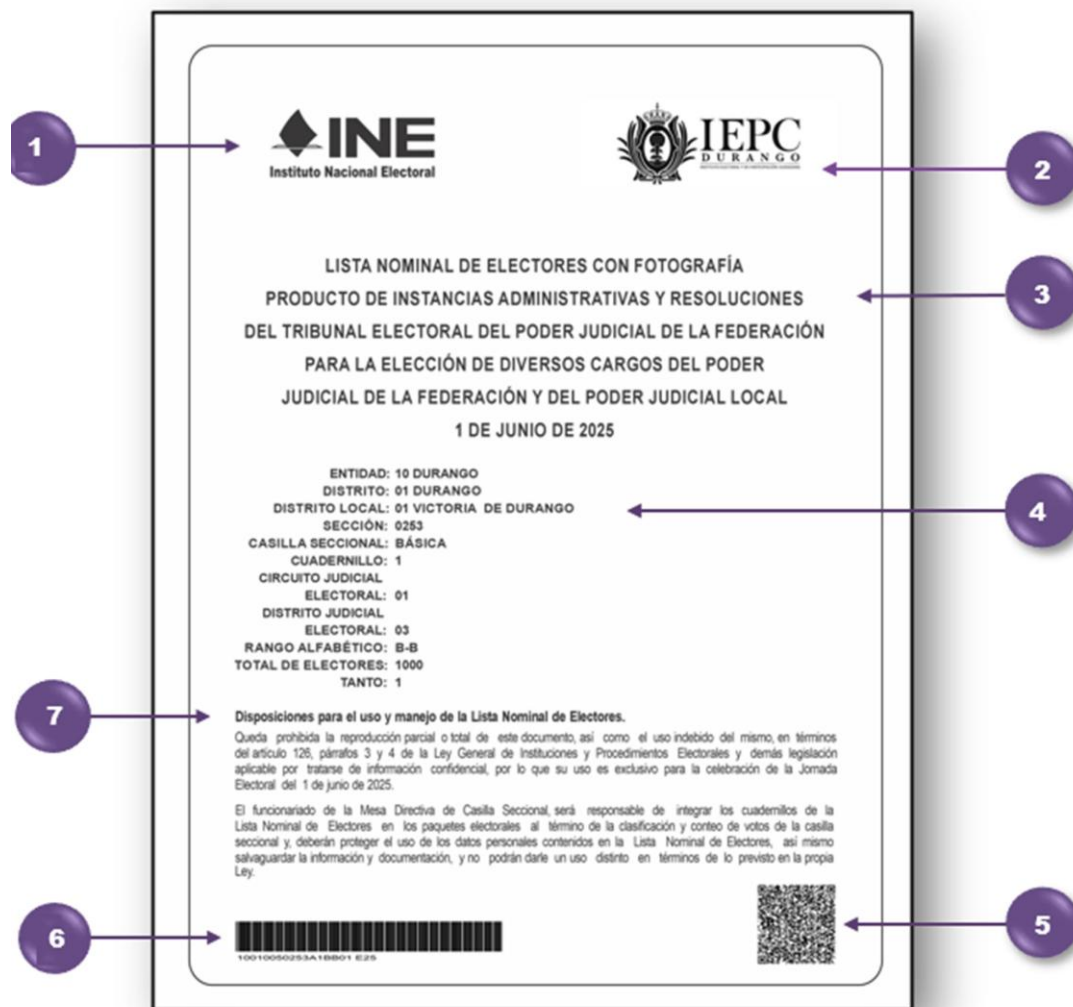 1
INE
Instituto Nacional Electoral
IEPC
DURANGO
2
LISTA NOMINAL DE ELECTORES CON FOTOGRAFÍA
3
PRODUCTO DE INSTANCIAS ADMINISTRATIVAS Y RESOLUCIONES
DEL TRIBUNAL ELECTORAL DEL PODER JUDICIAL DE LA FEDERACIÓN
PARA LA ELECCIÓN DE DIVERSOS CARGOS DEL PODER
JUDICIAL DE LA FEDERACIÓN Y DEL PODER JUDICIAL LOCAL
1 DE JUNIO DE 2025
ENTIDAD: 10 DURANGO
DISTRITO: 01 DURANGO
DISTRITO LOCAL: 01 VICTORIA DE DURANGO
4
SECCIÓN: 0253
CASILLA SECCIONAL: BÁSICA
CUADERNILLO: 1
CIRCUITO JUDICIAL
ELECTORAL: 01
DISTRITO JUDICIAL
ELECTORAL: 03
RANGO ALFABÉTICO: B-B
TOTAL DE ELECTORES: 1000
TANTO: 1
7
Disposiciones para el uso y manejo de la Lista Nominal de Electores.
Queda prohibida la reproducción parcial o total de este documento, así como el uso indebido del mismo, en términos
del artículo 126, párrafos 3 y 4 de la Ley General de Instituciones y Procedimientos Electorales y demás legislación
aplicable por tratarse de información confidencial, por lo que su uso es exclusivo para la celebración de la Jornada
Electoral del 1 de junio de 2025.
El funcionariado de la Mesa Directiva de Casilla Seccional, será responsable de integrar los cuadernillos de la
Lista Nominal de Electores en los paquetes electorales al término de la clasificación y conteo de votos de la casilla
seccional y, deberán proteger el uso de los datos personales contenidos en la Lista Nominal de Electores, así mismo
salvaguardar la información y documentación, y no podrán darle un uso distinto en términos de lo previsto en la propia
Ley.
6
5
10010050253A1BB01 E25